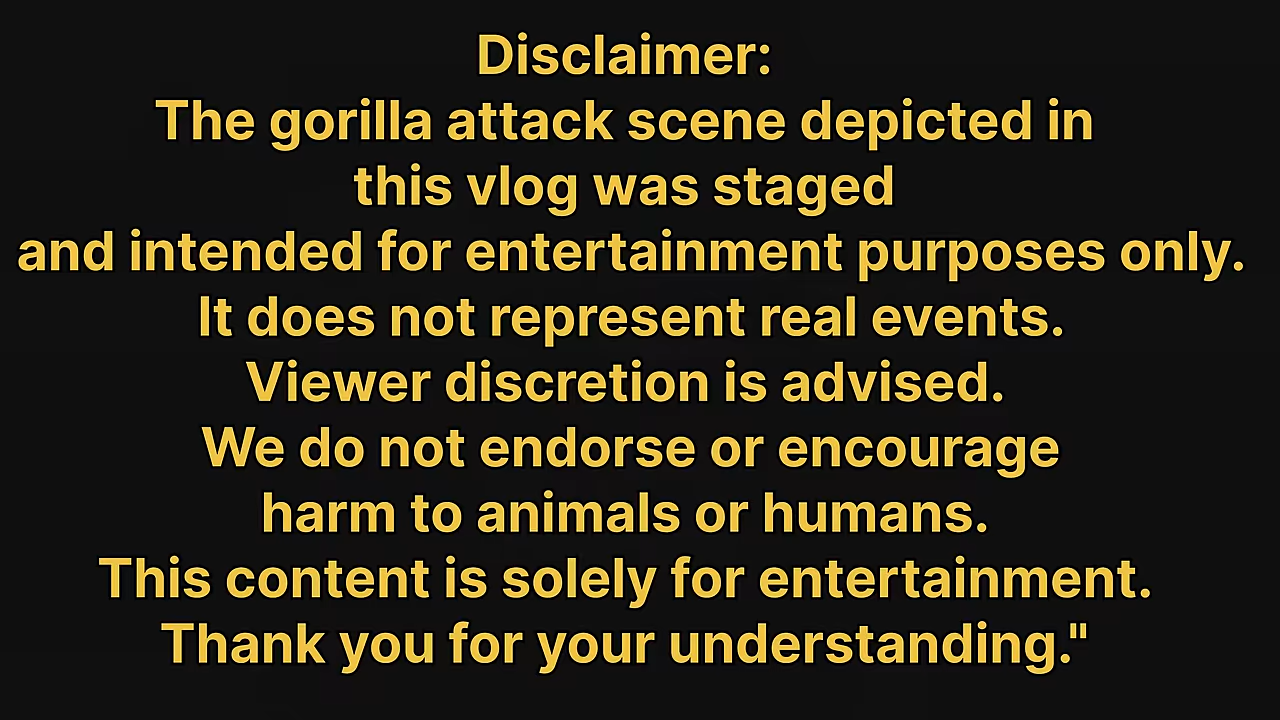 Disclaimer:
The gorilla attack scene depicted in
this vlog was staged
and intended for entertainment purposes only.
It does not represent real events.
Viewer discretion is advised.
We do not endorse or encourage
harm to animals or humans.
This content is solely for entertainment.
Thank you for your understanding."